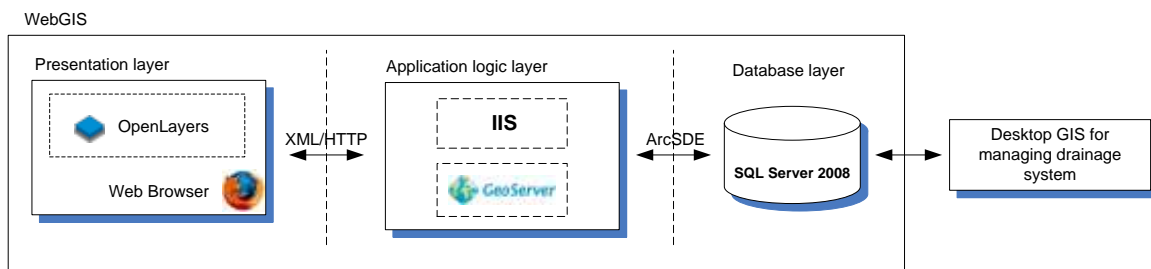 WebGIS
Presentation layer
OpenLayers
Web Browser
XML/HTTP
Application logic layer
IIS
GeoServer
ArcSDE
Database layer
SQL Server 2008
Desktop GIS for
managing drainage
system